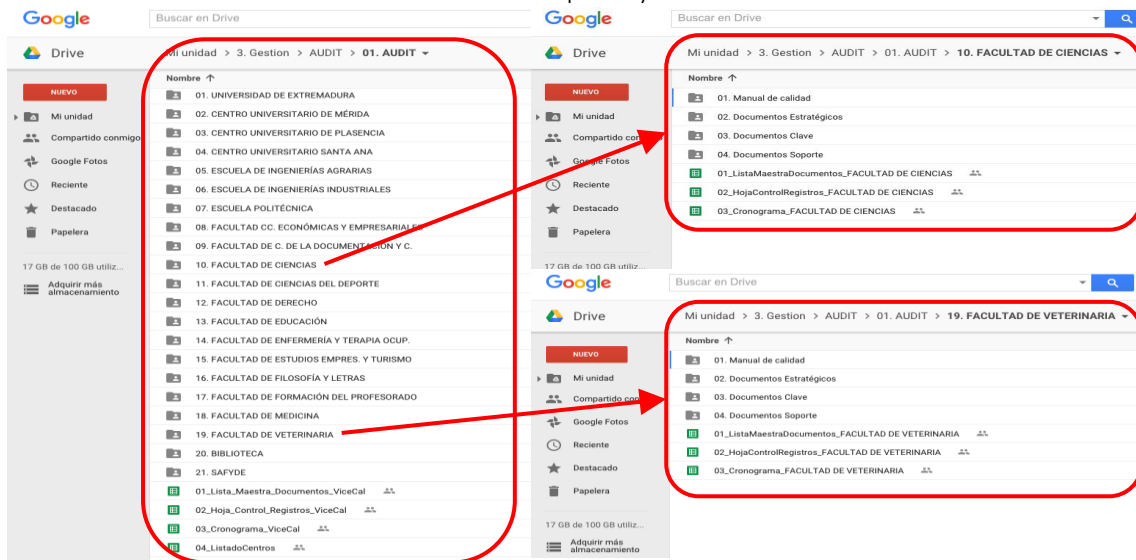 Google
Buscar en Drive
Drive
Mi unidad > 3. Gestion > AUDIT > 01. AUDIT
NUEVO
Mi unidad
Compartido conmigo
Google Fotos
Reciente
Destacado
Papelera
17 GB de 100 GB utiliz...
Adquirir más
almacenamiento
Nombre ↑
01. UNIVERSIDAD DE EXTREMADURA
02. CENTRO UNIVERSITARIO DE MÉRIDA
03. CENTRO UNIVERSITARIO DE PLASENCIA
04. CENTRO UNIVERSITARIO SANTA ANA
05. ESCUELA DE INGENIERÍAS AGRARIAS
06. ESCUELA DE INGENIERÍAS INDUSTRIALES
07. ESCUELA POLITÉCNICA
08. FACULTAD CC. ECONÓMICAS Y EMPRESARIALES
09. FACULTAD DE C. DE LA DOCUMENTACIÓN Y C.
10. FACULTAD DE CIENCIAS
11. FACULTAD DE CIENCIAS DEL DEPORTE
12. FACULTAD DE DERECHO
13. FACULTAD DE EDUCACIÓN
14. FACULTAD DE ENFERMERÍA Y TERAPIA OCUP.
15. FACULTAD DE ESTUDIOS EMPRES. Y TURISMO
16. FACULTAD DE FILOSOFÍA Y LETRAS
17. FACULTAD DE FORMACIÓN DEL PROFESORADO
18. FACULTAD DE MEDICINA
19. FACULTAD DE VETERINARIA
20. BIBLIOTECA
21. SAFYDE
01_Lista_Maestra_Documentos_ViceCal
02_Hoja_Control_Registros_ViceCal
03_Cronograma_ViceCal
04_ListadoCentros
Google
Buscar en Drive
Drive
Mi unidad > 3. Gestion > AUDIT > 01. AUDIT > 10. FACULTAD DE CIENCIAS
NUEVO
Mi unidad
Compartido con
Google Fotos
Reciente
Destacado
Papelera
17 GB de 100 GB utiliz...
Nombre ↑
01. Manual de calidad
02. Documentos Estratégicos
03. Documentos Clave
04. Documentos Soporte
01_ListaMaestraDocumentos_FACULTAD DE CIENCIAS
02_HojaControlRegistros_FACULTAD DE CIENCIAS
03_Cronograma_FACULTAD DE CIENCIAS
Google
Buscar en Drive
Drive
Mi unidad > 3. Gestion > AUDIT > 01. AUDIT > 19. FACULTAD DE VETERINARIA
NUEVO
Mi unidad
Compartido con
Google Fotos
Reciente
Destacado
Papelera
17 GB de 100 GB utiliz...
Adquirir más
almacenamiento
Nombre ↑
01. Manual de calidad
02. Documentos Estratégicos
03. Documentos Clave
04. Documentos Soporte
01_ListaMaestraDocumentos_FACULTAD DE VETERINARIA
02_HojaControlRegistros_FACULTAD DE VETERINARIA
03_Cronograma_FACULTAD DE VETERINARIA